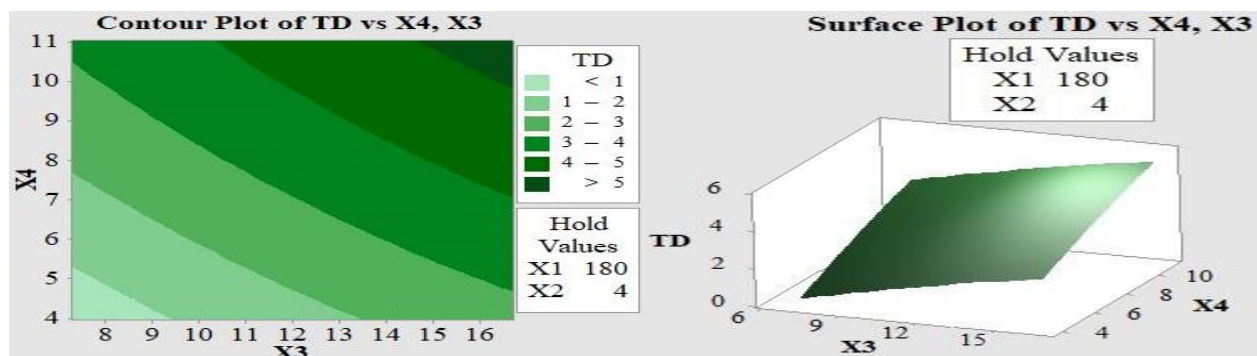 Contour Plot of TD vs X4, X3
11
10
9
8
7
6
5
4
X4
8 9 10 11 12 13 14 15 16
X3
TD
< 1
1 – 2
2 – 3
3 – 4
4 – 5
> 5
Hold
Values
X1 180
X2 4
Surface Plot of TD vs X4, X3
Hold Values
X1 180
X2 4
6
4
2
0
TD
6 9 12 15
X3
4 6 8 10
X4